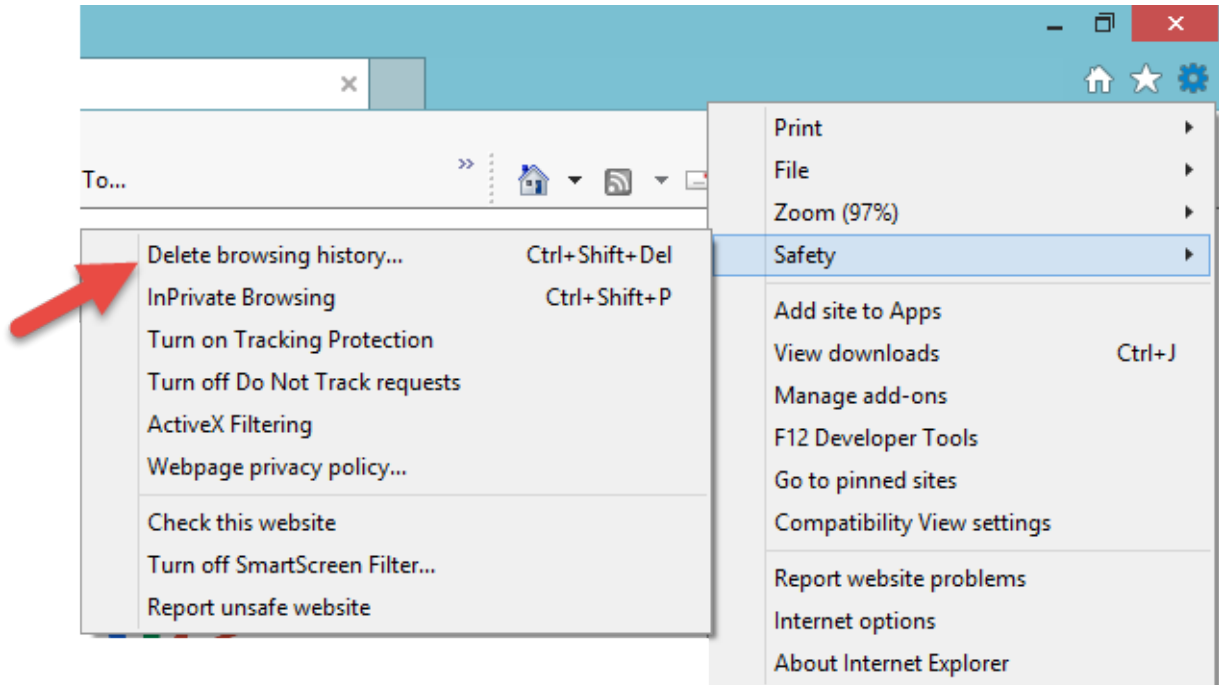 To...
Print
File
Zoom (97%)
Safety
Add site to Apps
View downloads Ctrl+J
Manage add-ons
F12 Developer Tools
Go to pinned sites
Compatibility View settings
Report website problems
Internet options
About Internet Explorer
Delete browsing history... Ctrl+Shift+Del
InPrivate Browsing Ctrl+Shift+P
Turn on Tracking Protection
Turn off Do Not Track requests
ActiveX Filtering
Webpage privacy policy...
Check this website
Turn off SmartScreen Filter...
Report unsafe website